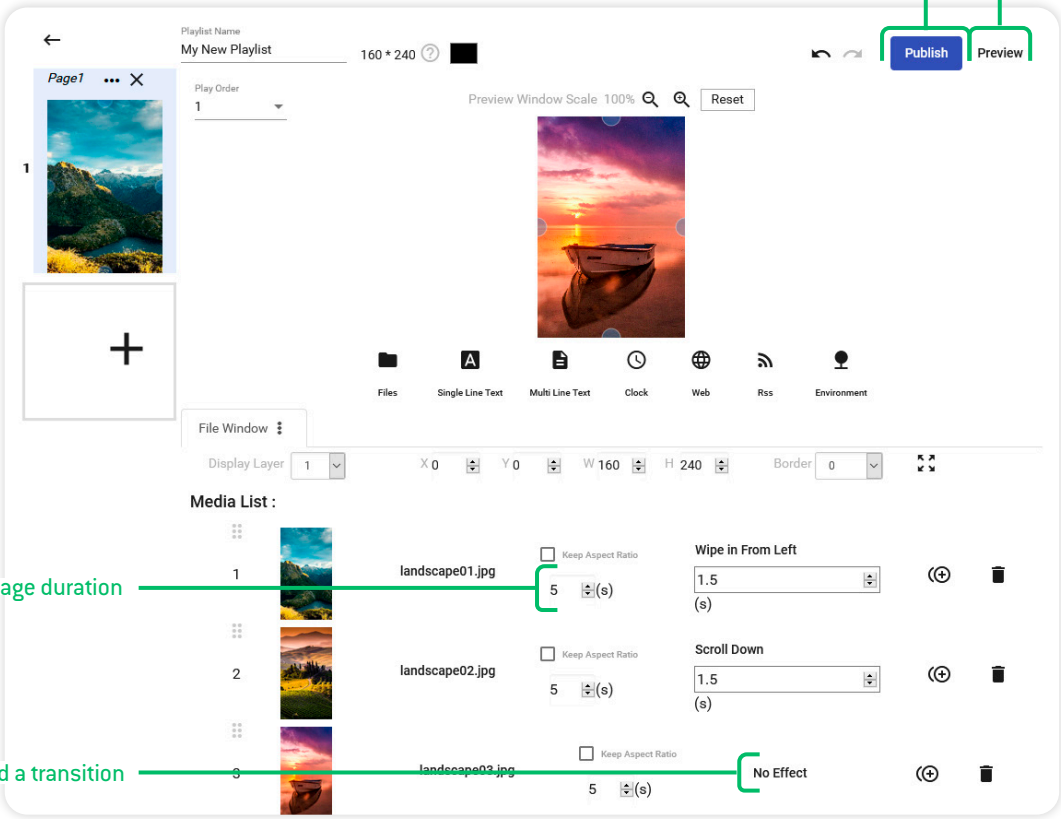 Playlist Name
My New Playlist
160 * 240 ?
Publish
Preview
Page1 ... 
Play Order
1
Preview Window Scale 100%
Reset
1
Files
Single Line Text
Multi Line Text
Clock
Web
Rss
Environment
File Window
Display Layer 1
X 0
Y 0
W 160
H 240
Border 0
Media List :
1
landscape01.jpg
Keep Aspect Ratio
5 (s)
Wipe in From Left
1.5
(s)
age duration
2
landscape02.jpg
Keep Aspect Ratio
5 (s)
Scroll Down
1.5
(s)
3
landscape03.jpg
Keep Aspect Ratio
5 (s)
No Effect
d a transition